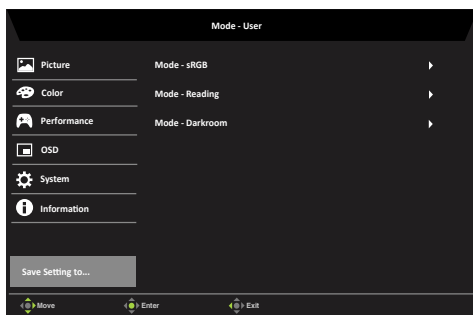 Mode - User
Picture
Mode - sRGB
Color
Mode - Reading
Performance
Mode - Darkroom
OSD
System
Information
Save Setting to...
Move
Enter
Exit